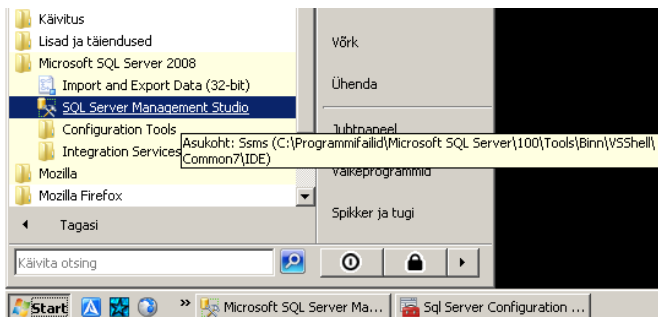 Käivitus
Lisad ja täiendused
Microsoft SQL Server 2008
Import and Export Data (32-bit)
SQL Server Management Studio
Configuration Tools
Integration Services
Mozilla
Mozilla Firefox
Tagasi
Käivita otsing
Võrk
Ühenda
Juhtpaneel
Asukoht: Ssms (C:\Programmifailid\Microsoft SQL Server\100\Tools\Binn\VSShell\
Common7\IDE)
Vaikeprogrammid
Spikker ja tugi
Start
Microsoft SQL Server Ma...
Sql Server Configuration ...